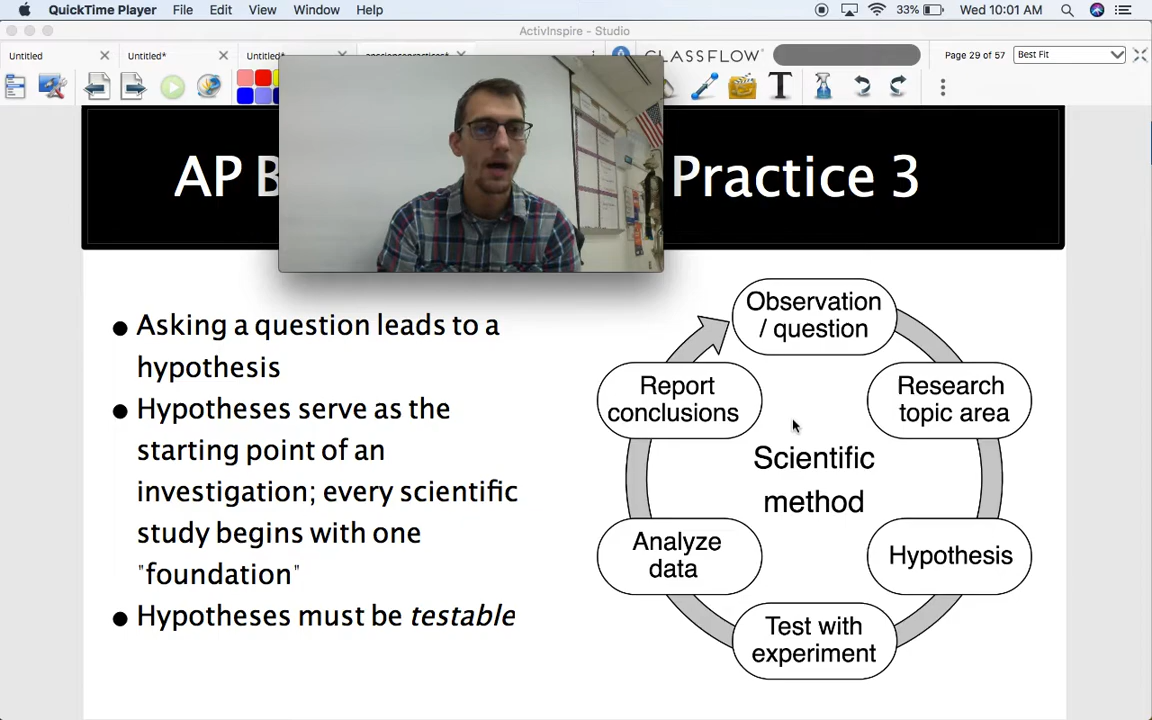 QuickTime Player File Edit View Window Help 33% Wed 10:01 AM
ActivInspire - Studio
Untitled Untitled* Untitled*
CLASSFLOW Page 29 of 57 Best Fit
T
AP B Practice 3
• Asking a question leads to a
hypothesis
• Hypotheses serve as the
starting point of an
investigation; every scientific
study begins with one
"foundation"
• Hypotheses must be testable
Observation
/ question
Research
topic area
Hypothesis
Test with
experiment
Analyze
data
Report
conclusions
Scientific
method